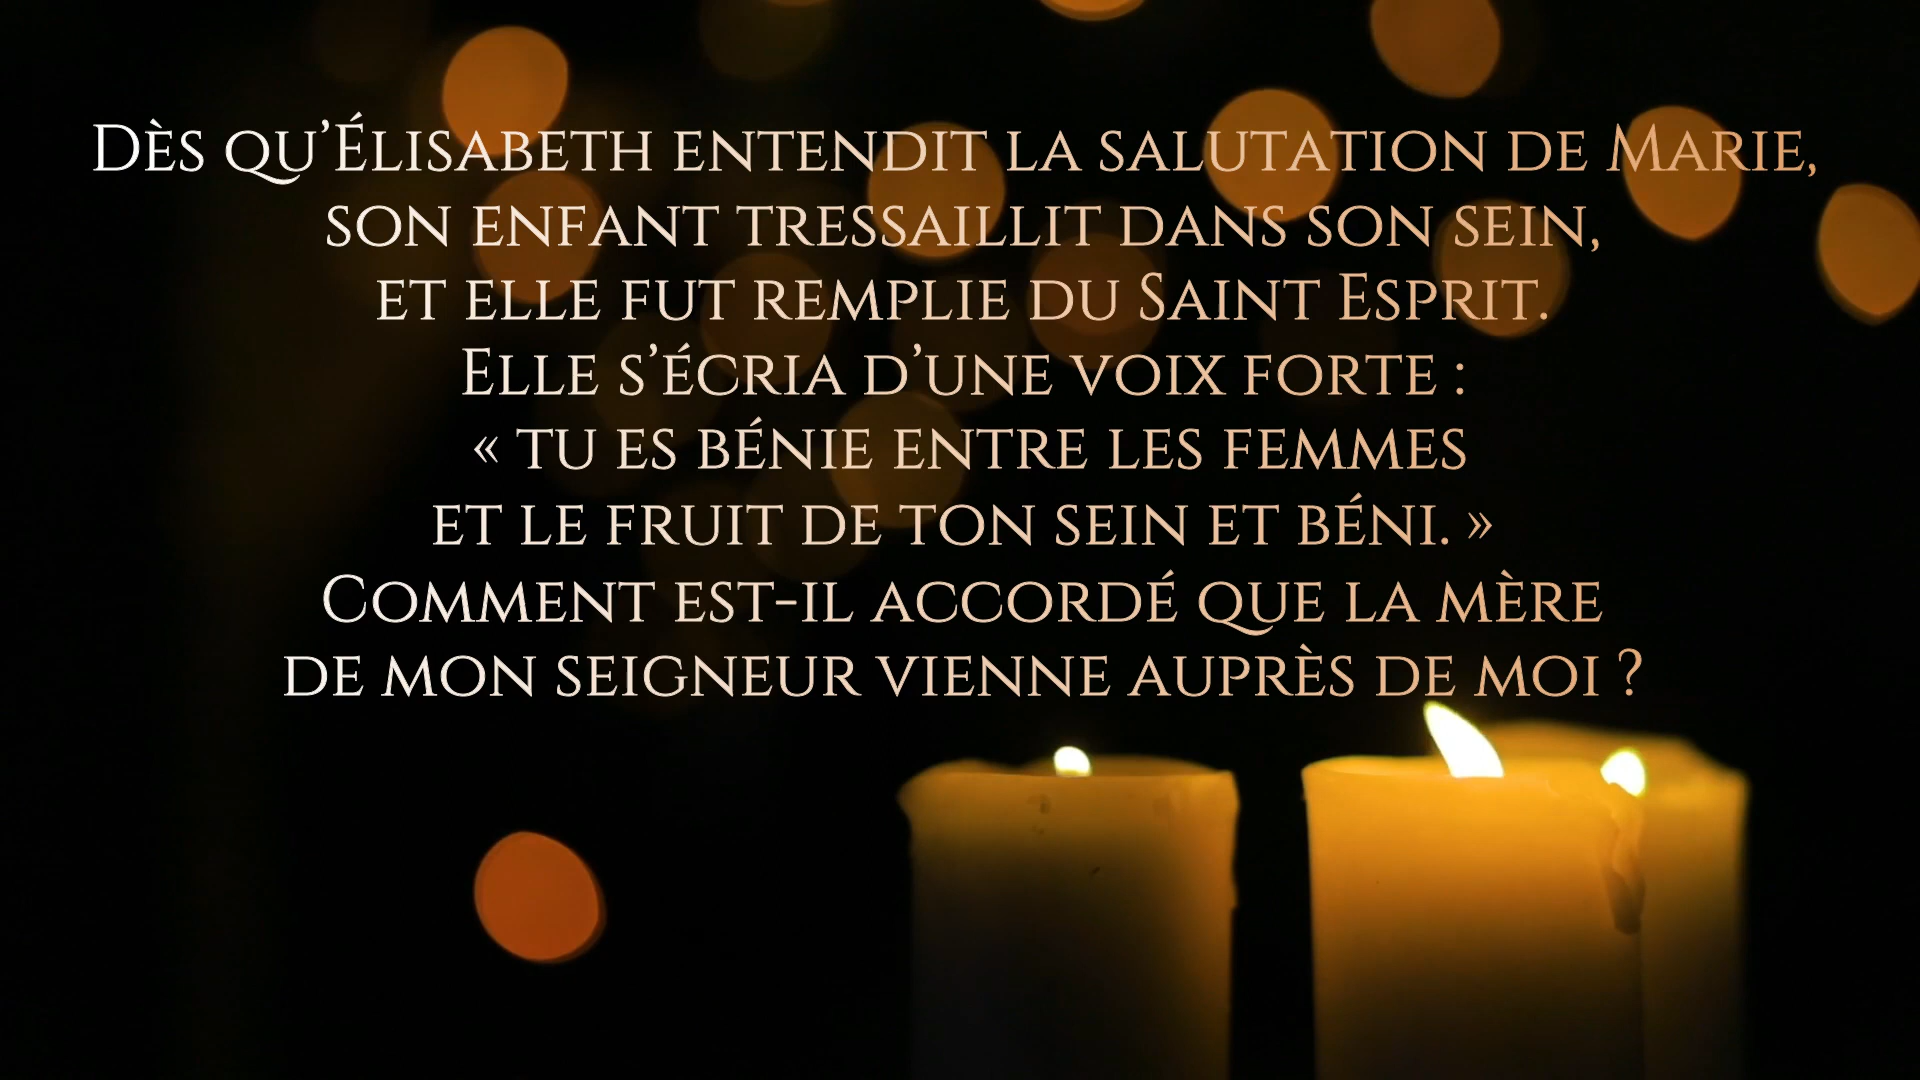 Dès qu’Élisabeth entendit la salutation de Marie,
son enfant tressaillit dans son sein,
et elle fut remplie du Saint Esprit.
Elle s’écria d’une voix forte :
« tu es bénie entre les femmes
et le fruit de ton sein et béni. »
Comment est-il accordé que la mère
de mon seigneur vienne auprès de moi ?